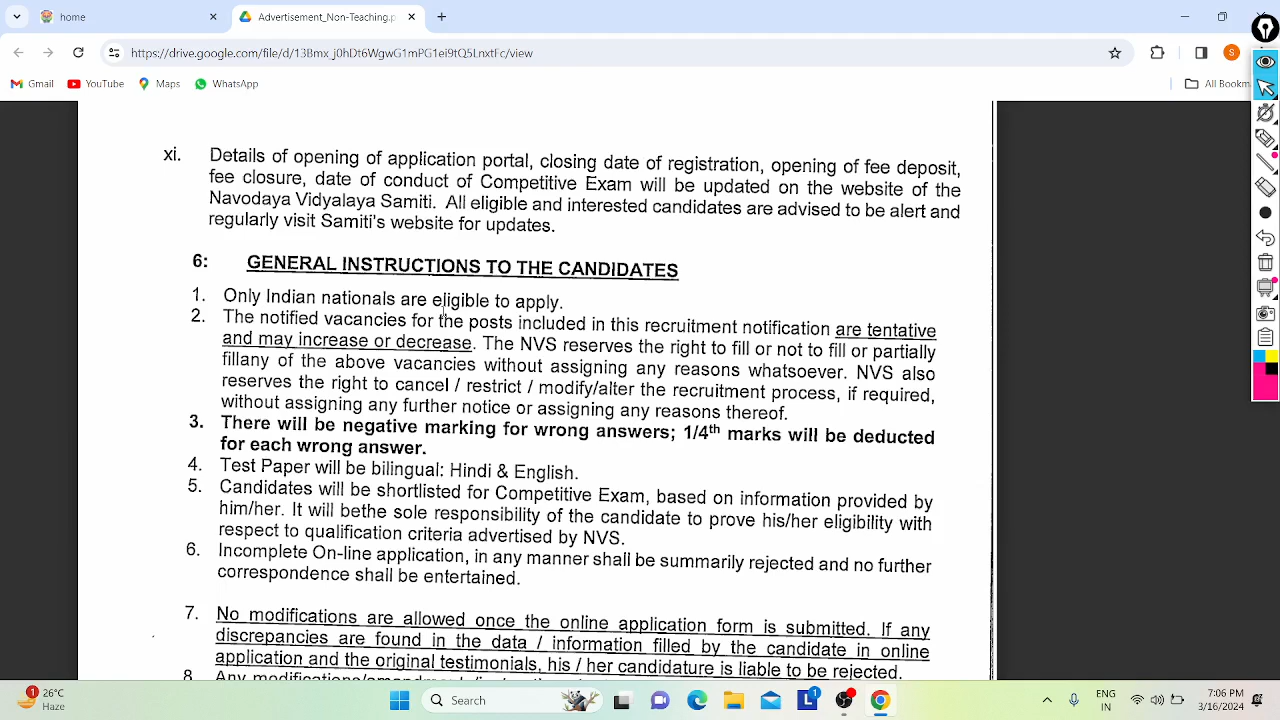 home
Advertisement_Non-Teaching.p
https://drive.google.com/file/d/13Bmx_j0hDt6WgwG1mPG1ei9tQ5LnxtFc/view
S
Gmail YouTube Maps WhatsApp All Bookm
xi. Details of opening of application portal, closing date of registration, opening of fee deposit,
fee closure, date of conduct of Competitive Exam will be updated on the website of the
Navodaya Vidyalaya Samiti. All eligible and interested candidates are advised to be alert and
regularly visit Samiti's website for updates.
6: GENERAL INSTRUCTIONS TO THE CANDIDATES
1. Only Indian nationals are eligible to apply.
2. The notified vacancies for the posts included in this recruitment notification are tentative
and may increase or decrease. The NVS reserves the right to fill or not to fill or partially
fillany of the above vacancies without assigning any reasons whatsoever. NVS also
reserves the right to cancel / restrict / modify/alter the recruitment process, if required,
without assigning any further notice or assigning any reasons thereof.
3. There will be negative marking for wrong answers; 1/4th marks will be deducted
for each wrong answer.
4. Test Paper will be bilingual: Hindi & English.
5. Candidates will be shortlisted for Competitive Exam, based on information provided by
him/her. It will bethe sole responsibility of the candidate to prove his/her eligibility with
respect to qualification criteria advertised by NVS.
6. Incomplete On-line application, in any manner shall be summarily rejected and no further
correspondence shall be entertained.
7. No modifications are allowed once the online application form is submitted. If any
discrepancies are found in the data / information filled by the candidate in online
application and the original testimonials, his / her candidature is liable to be rejected.
8. Any
1 26°C
Haze
Search
L 1
ENG
IN
7:06 PM
3/16/2024